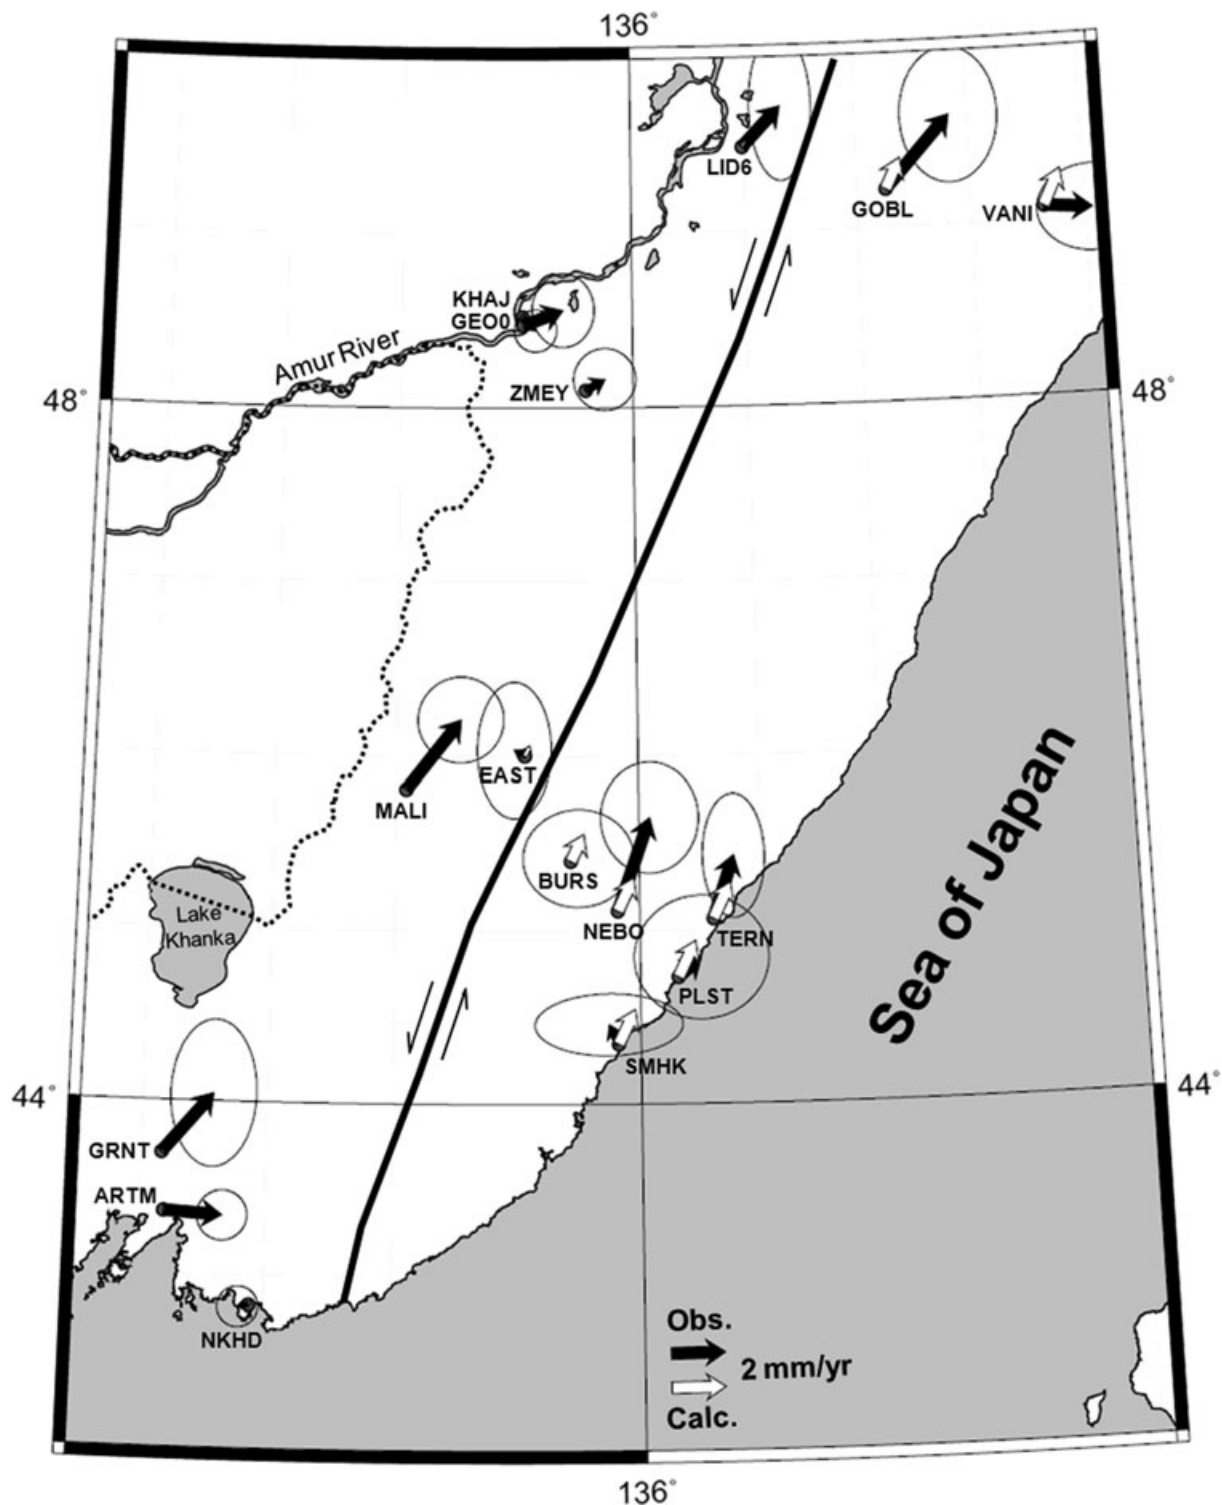 136°
LID6
GOBL
VANI
KHAJ
GEO0
Amur River
ZMEY
48°
48°
EAST
MALI
BURS
NEBO
TERN
Lake
Khanka
PLST
Sea of Japan
SMHK
44°
44°
GRNT
ARTM
NKHD
Obs.
2 mm/yr
Calc.
136°